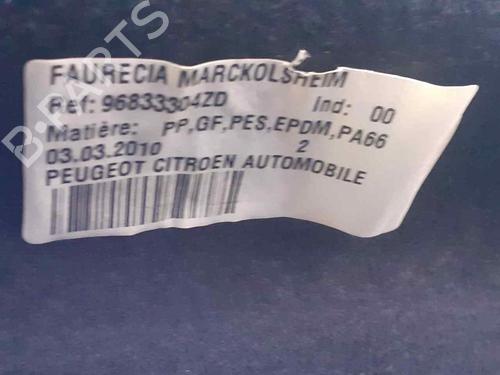 FAURECIA MARCKOLSHEIM
Ref: 96833304ZD Ind: 00
Matière: PP,GF,PES,EPDM,PA66
03.03.2010 2
PEUGEOT CITROEN AUTOMOBILE
B-PARTS